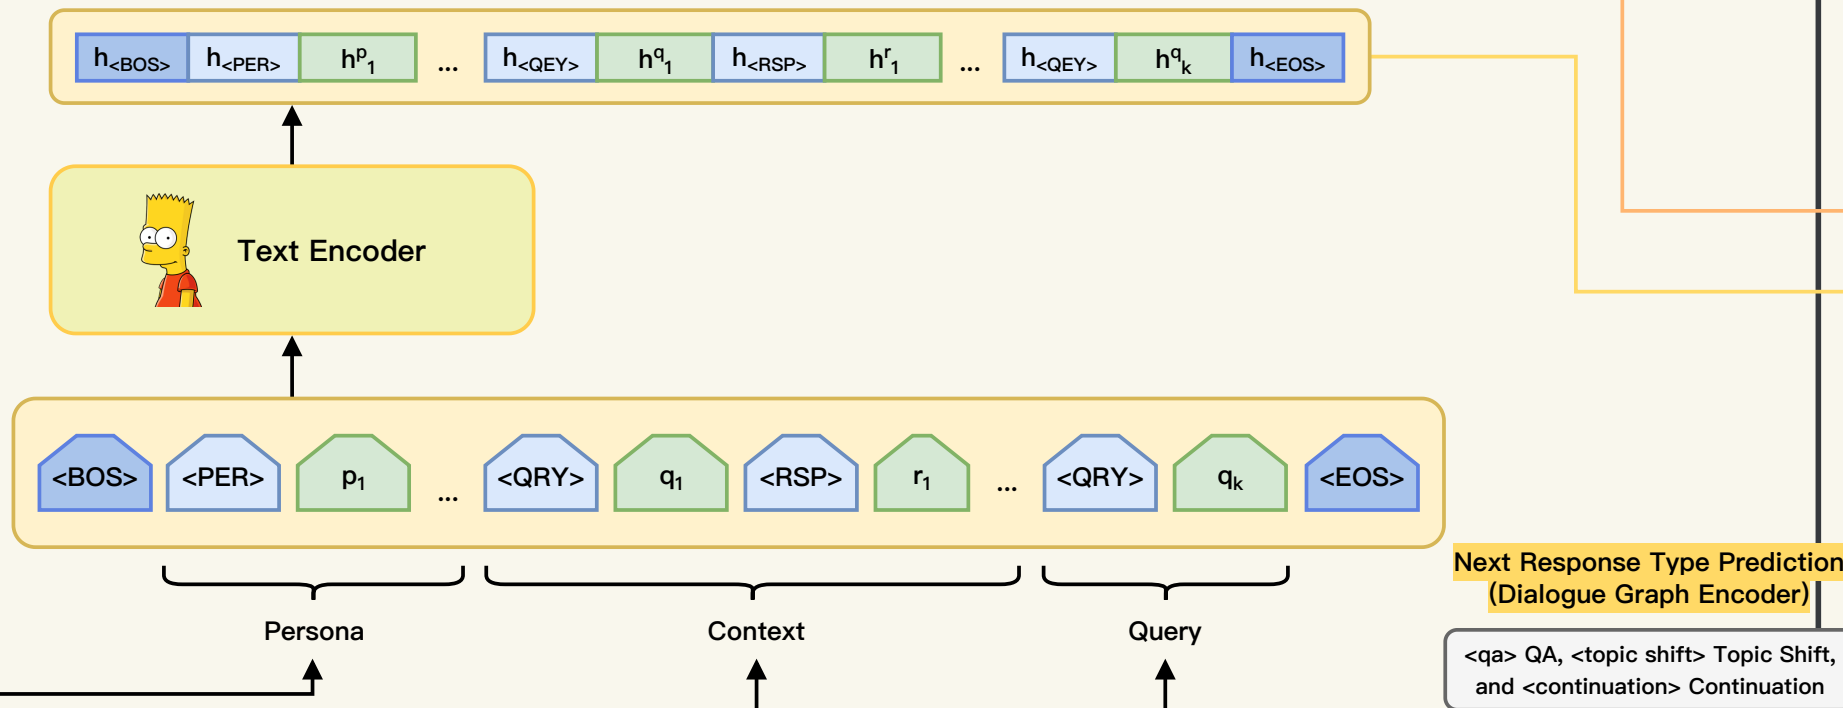 h<BOS> h<PER> hᵖ₁ ... h<QEY> h^q₁ h<RSP> hʳ₁ ... h<QEY> h^qₖ h<EOS>
Text Encoder
<BOS> <PER> p₁ ... <QRY> q₁ <RSP> r₁ ... <QRY> qₖ <EOS>
Persona Context Query
Next Response Type Prediction
(Dialogue Graph Encoder)
<qa> QA, <topic shift> Topic Shift,
and <continuation> Continuation